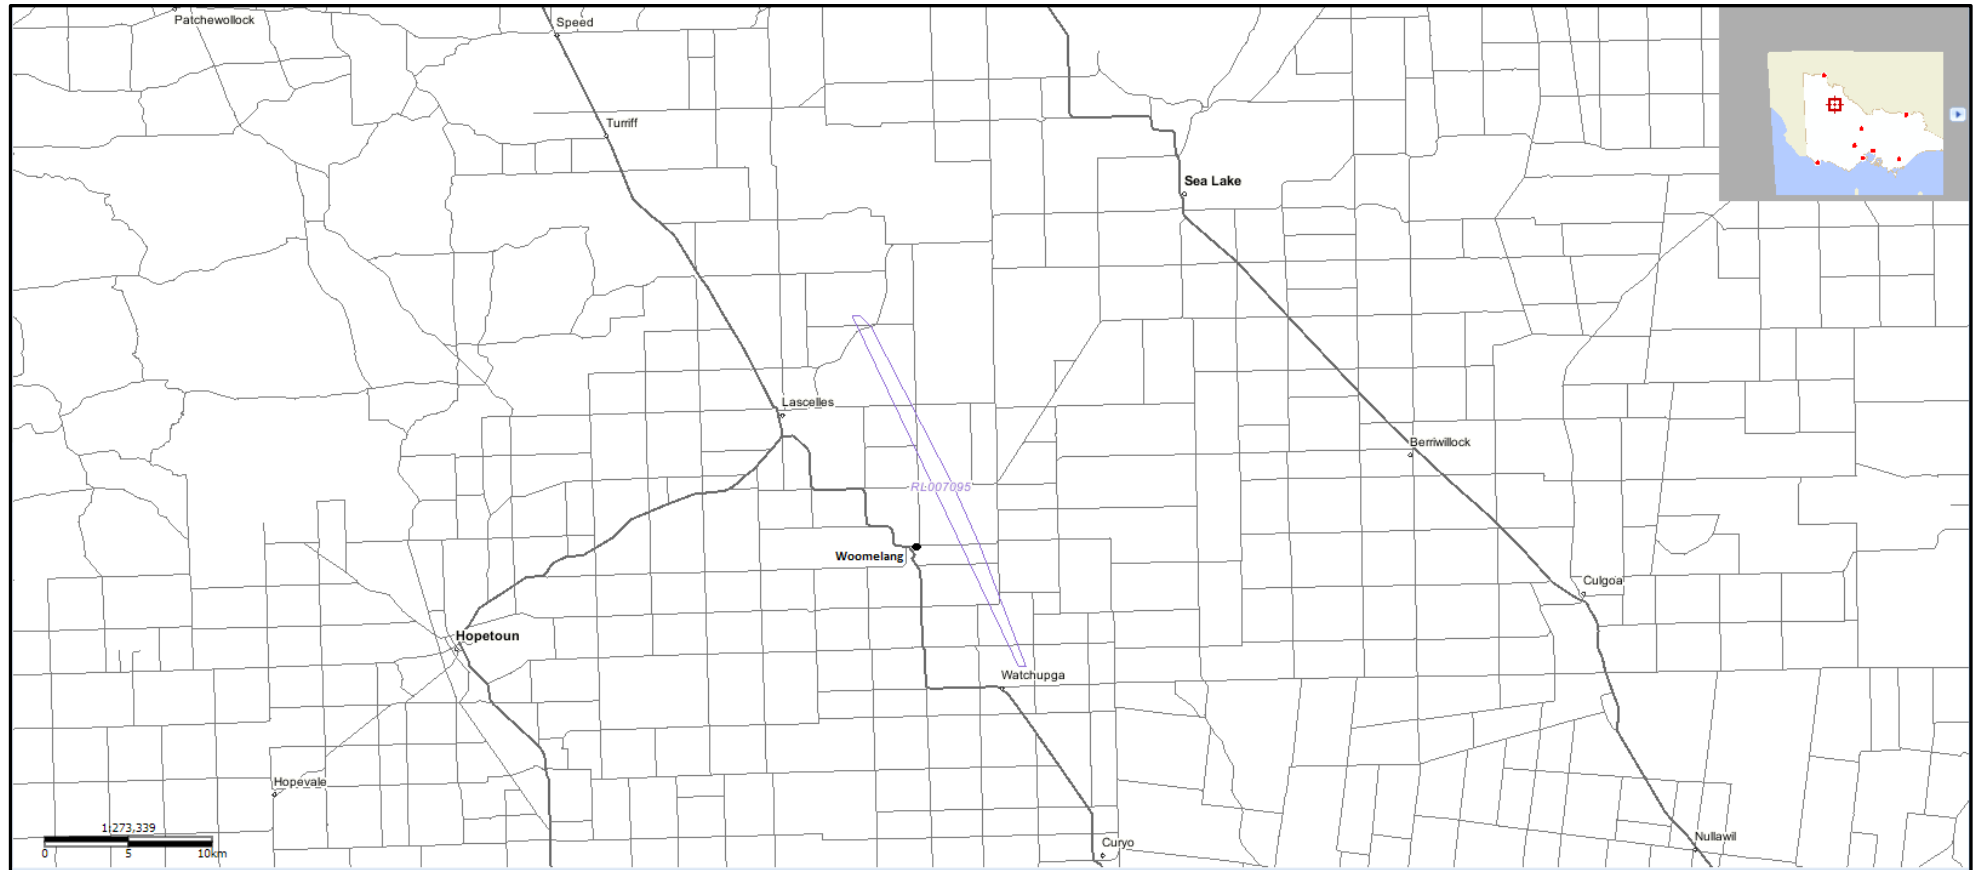 Patchewollock
Speed
Turriff
Sea Lake
Lascelles
Berriwillock
RL007095
Woomelang
Culgoa
Hopetoun
Watchupga
Hopevale
1:273,339
0 5 10km
Curyo
Nullawil